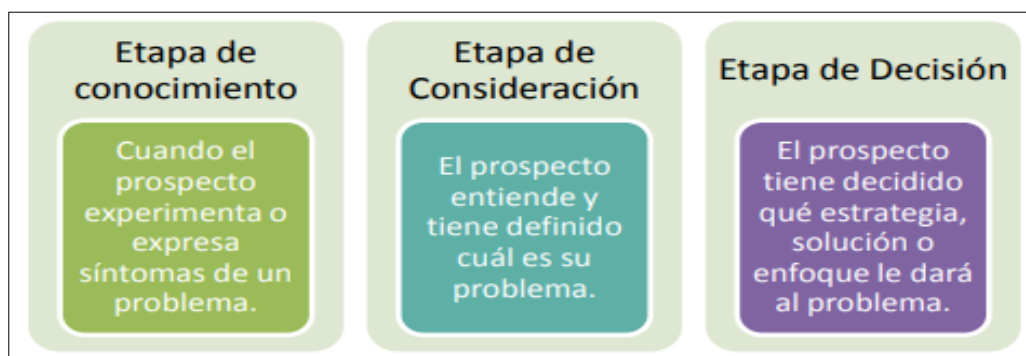 Etapa de
conocimiento
Cuando el
prospecto
experimenta o
expresa
síntomas de un
problema.
Etapa de
Consideración
El prospecto
entiende y
tiene definido
cuál es su
problema.
Etapa de Decisión
El prospecto
tiene decidido
qué estrategia,
solución o
enfoque le dará
al problema.